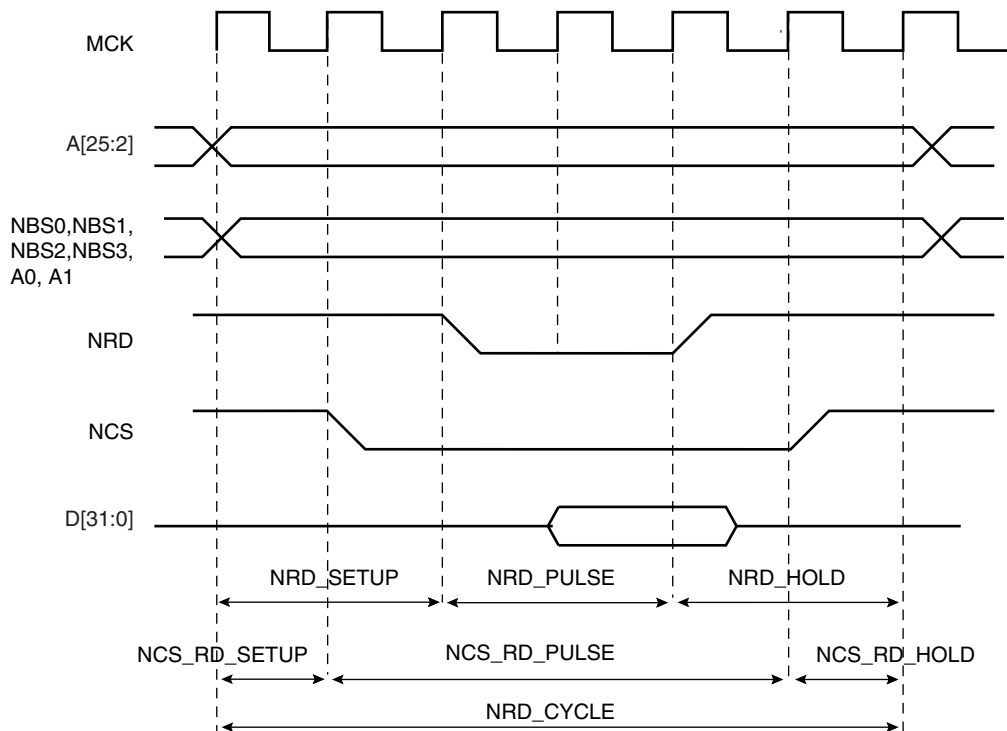 MCK
A[25:2]
NBS0,NBS1,
NBS2,NBS3,
A0, A1
NRD
NCS
D[31:0]
NRD_SETUP
NRD_PULSE
NRD_HOLD
NCS_RD_SETUP
NCS_RD_PULSE
NCS_RD_HOLD
NRD_CYCLE